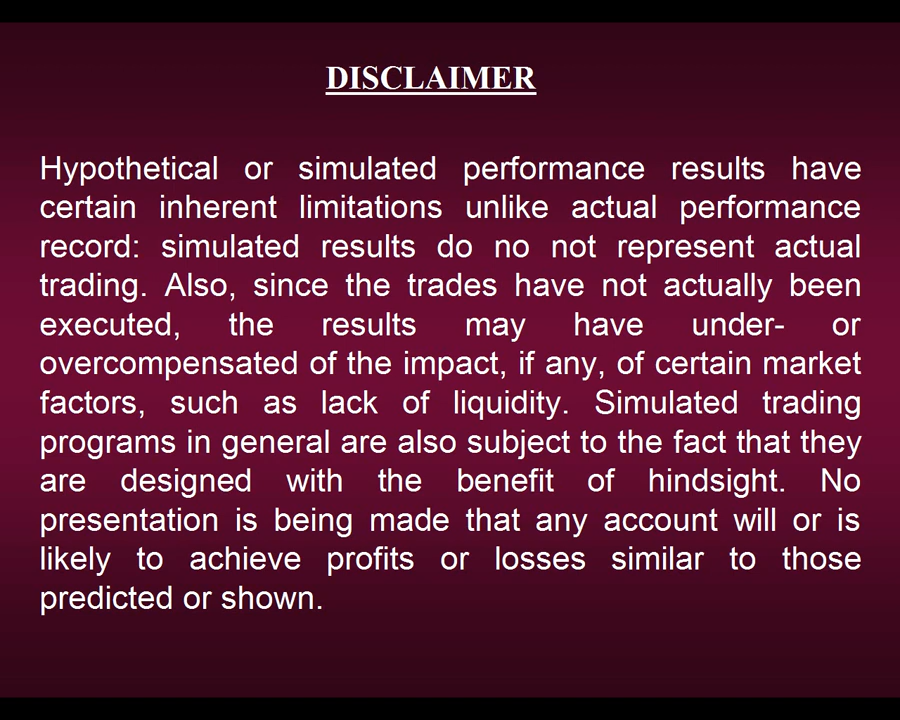 DISCLAIMER
Hypothetical or simulated performance results have
certain inherent limitations unlike actual performance
record: simulated results do no not represent actual
trading. Also, since the trades have not actually been
executed, the results may have under- or
overcompensated of the impact, if any, of certain market
factors, such as lack of liquidity. Simulated trading
programs in general are also subject to the fact that they
are designed with the benefit of hindsight. No
presentation is being made that any account will or is
likely to achieve profits or losses similar to those
predicted or shown.